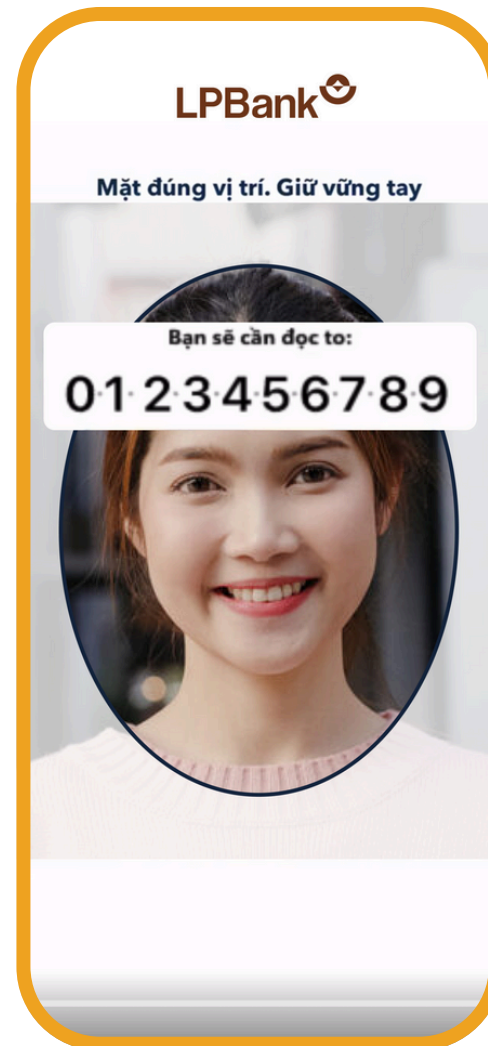 LPBank
Mặt đúng vị trí. Giữ vững tay
Bạn sẽ cần đọc to:
0·1·2·3·4·5·6·7·8·9